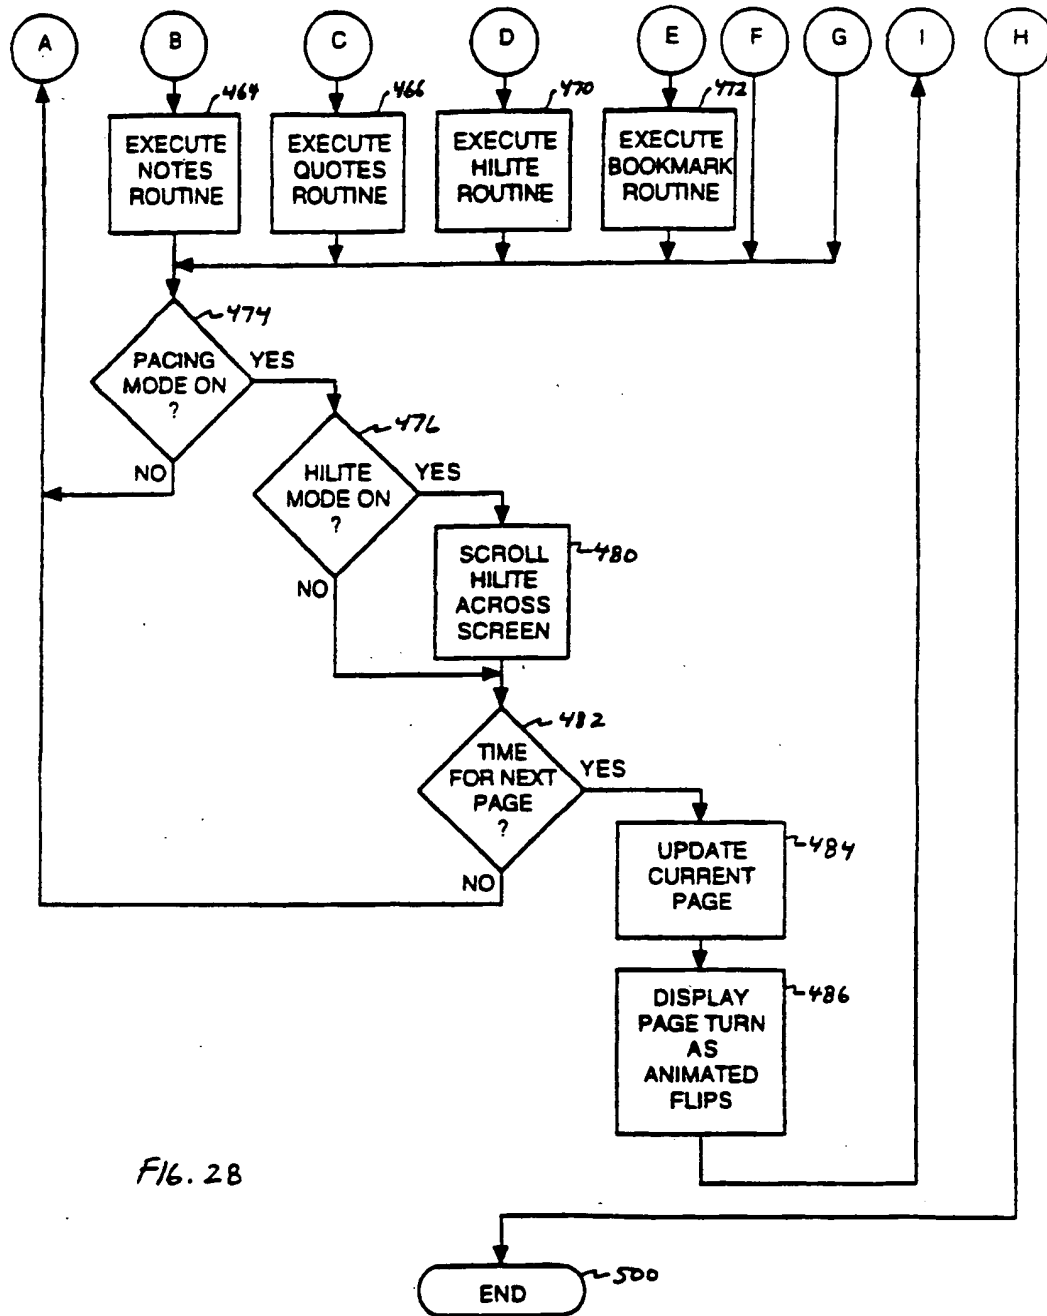 A B C D E F G I H
464 466 470 472
EXECUTE
NOTES
ROUTINE
EXECUTE
QUOTES
ROUTINE
EXECUTE
HILITE
ROUTINE
EXECUTE
BOOKMARK
ROUTINE
474
PACING
MODE ON
?
YES
NO
476
HILITE
MODE ON
?
YES
NO
480
SCROLL
HILITE
ACROSS
SCREEN
482
TIME
FOR NEXT
PAGE
?
YES
NO
484
UPDATE
CURRENT
PAGE
486
DISPLAY
PAGE TURN
AS
ANIMATED
FLIPS
FIG. 28
END
500